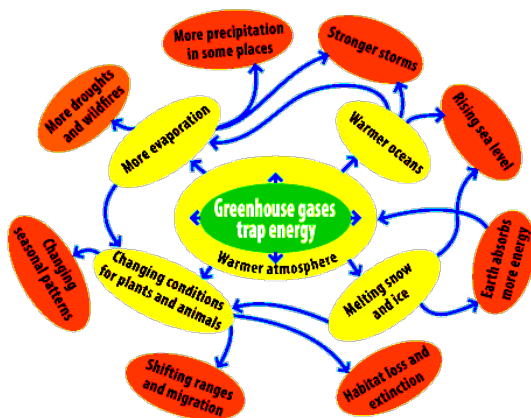 More precipitation
in some places
Stronger storms
More droughts
and wildfires
More evaporation
Warmer oceans
Rising sea level
Greenhouse gases
trap energy
Warmer atmosphere
Changing
seasonal patterns
Changing conditions
for plants and animals
Melting snow
and ice
Earth absorbs
more energy
Shifting ranges
and migration
Habitat loss and
extinction